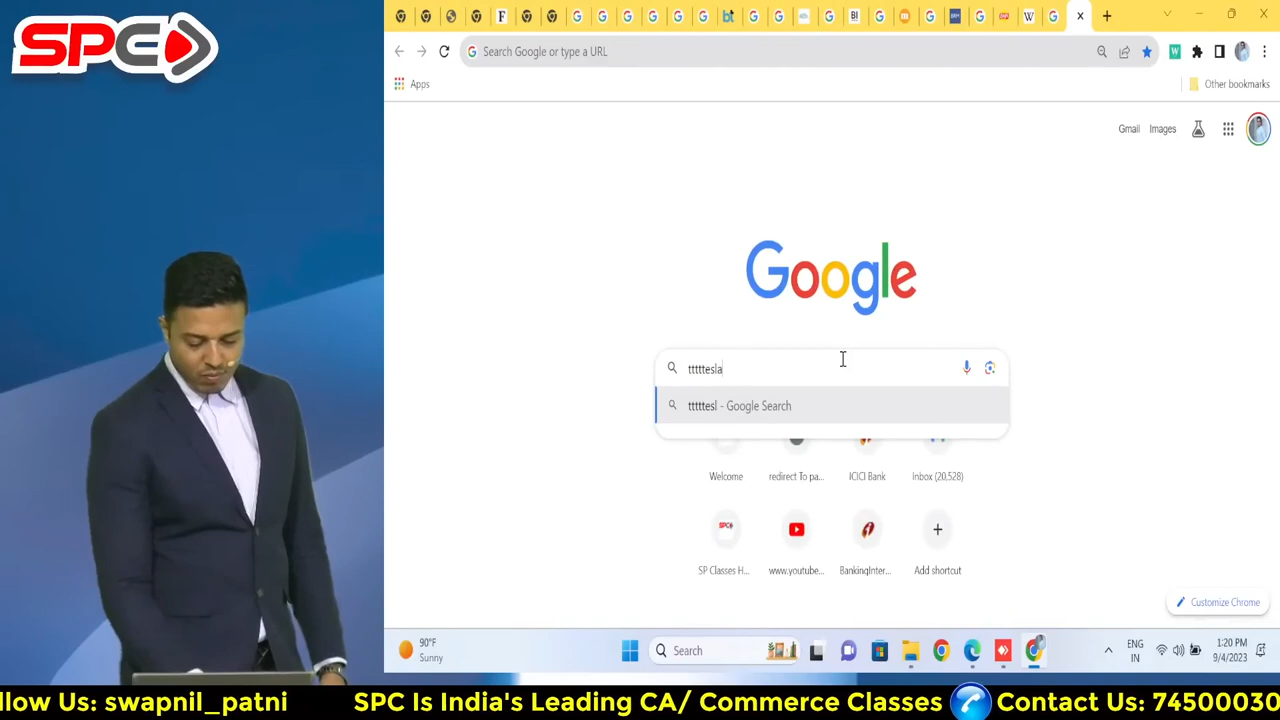 SPC
Search Google or type a URL
Apps
Other bookmarks
Gmail Images
Google
tttttesla
tttttesl - Google Search
Welcome redirect To pa... ICICI Bank Inbox (20,528)
SP Classes H... www.youtube... BankingInter... Add shortcut
Customize Chrome
90°F
Sunny
Search
ENG
IN
1:20 PM
9/4/2023
llow Us: swapnil_patni SPC Is India's Leading CA/ Commerce Classes Contact Us: 74500030